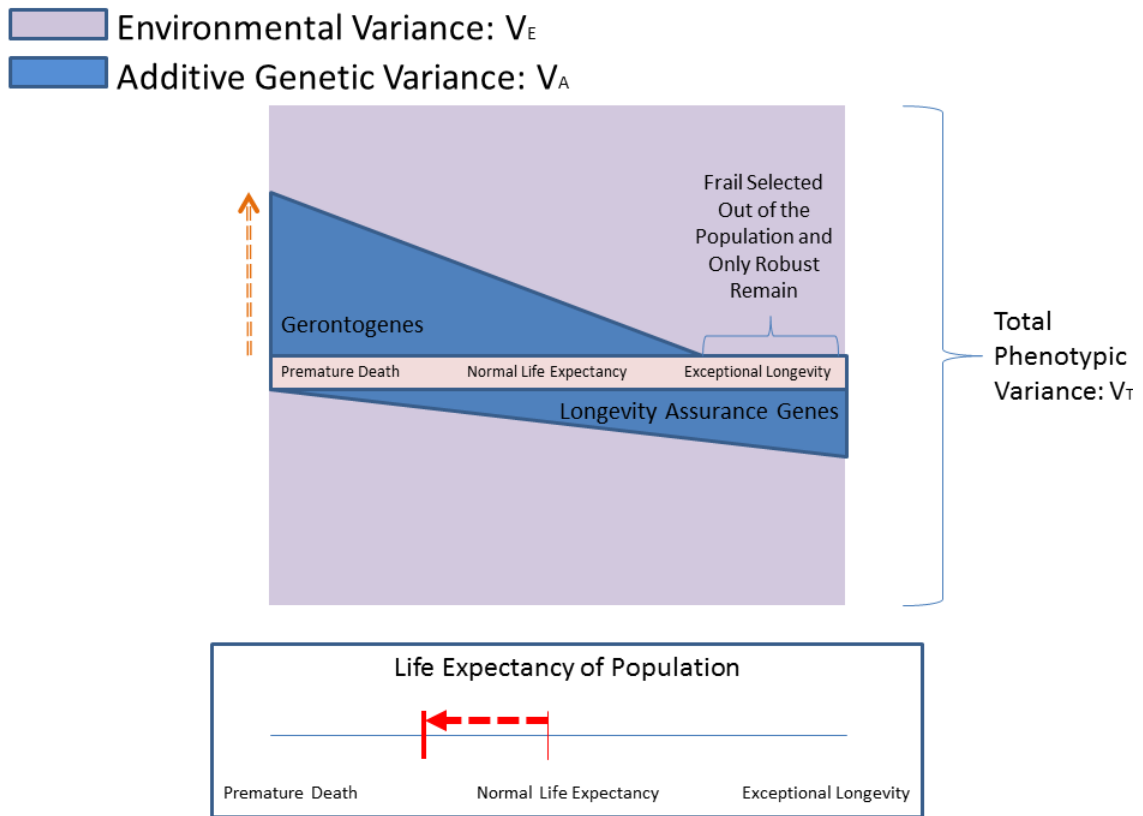 Environmental Variance: VE
Additive Genetic Variance: VA
Frail Selected
Out of the
Population and
Only Robust
Remain
Gerontogenes
Premature Death
Normal Life Expectancy
Exceptional Longevity
Longevity Assurance Genes
Total
Phenotypic
Variance: VT
Life Expectancy of Population
Premature Death
Normal Life Expectancy
Exceptional Longevity